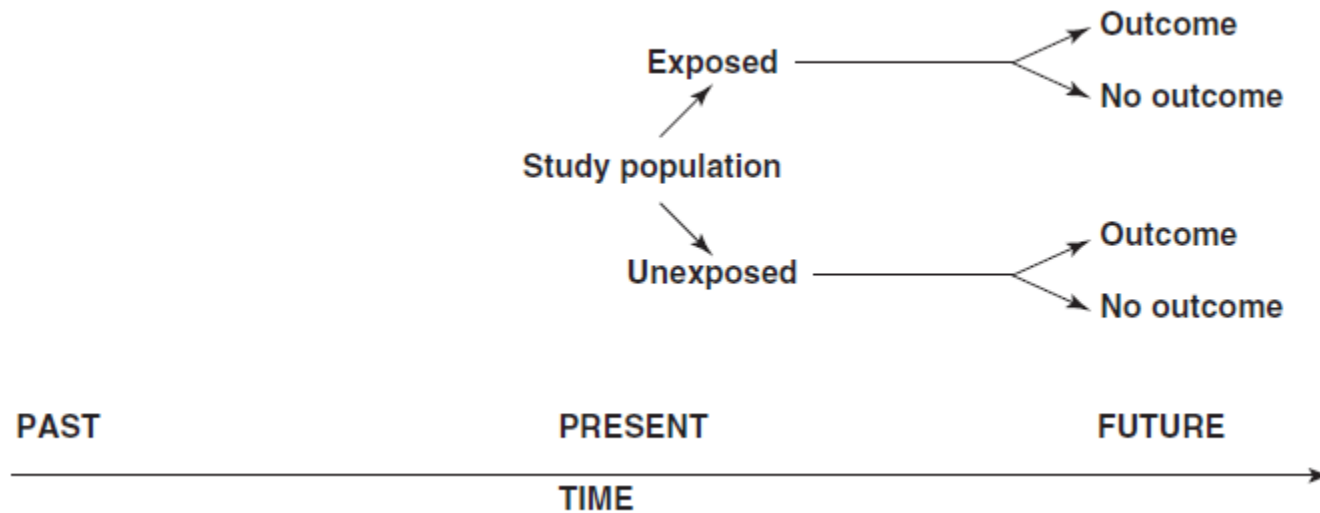 Outcome
Exposed
No outcome
Study population
Outcome
Unexposed
No outcome
PAST PRESENT FUTURE
TIME